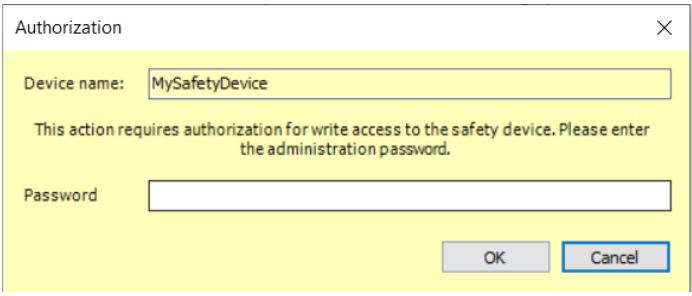 Authorization
Device name: MySafetyDevice
This action requires authorization for write access to the safety device. Please enter
the administration password.
Password
OK Cancel